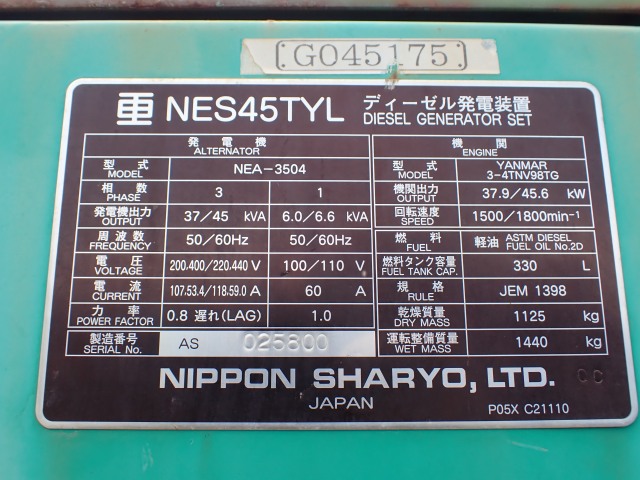 [G045175]
NES45TYL ディーゼル発電装置
DIESEL GENERATOR SET
発電機
ALTERNATOR
型式
MODEL
NEA-3504
相数
PHASE
3 1
発電機出力
OUTPUT
37/45 kVA 6.0/6.6 kVA
周波数
FREQUENCY
50/60Hz 50/60Hz
電圧
VOLTAGE
200.400/220.440 V 100/110 V
電流
CURRENT
107.53.4/118.59.0 A 60 A
力率
POWER FACTOR
0.8 遅れ(LAG) 1.0
製造番号
SERIAL No.
AS 025800
機関
ENGINE
型式
MODEL
YANMAR
3-4TNV98TG
機関出力
OUTPUT
37.9/45.6 kW
回転速度
SPEED
1500/1800min⁻¹
燃料
FUEL
軽油 ASTM DIESEL
FUEL OIL No.2D
燃料タンク容量
FUEL TANK CAP.
330 L
規格
RULE
JEM 1398
乾燥質量
DRY MASS
1125 kg
運転整備質量
WET MASS
1440 kg
NIPPON SHARYO, LTD.
CC
JAPAN
P05X C21110